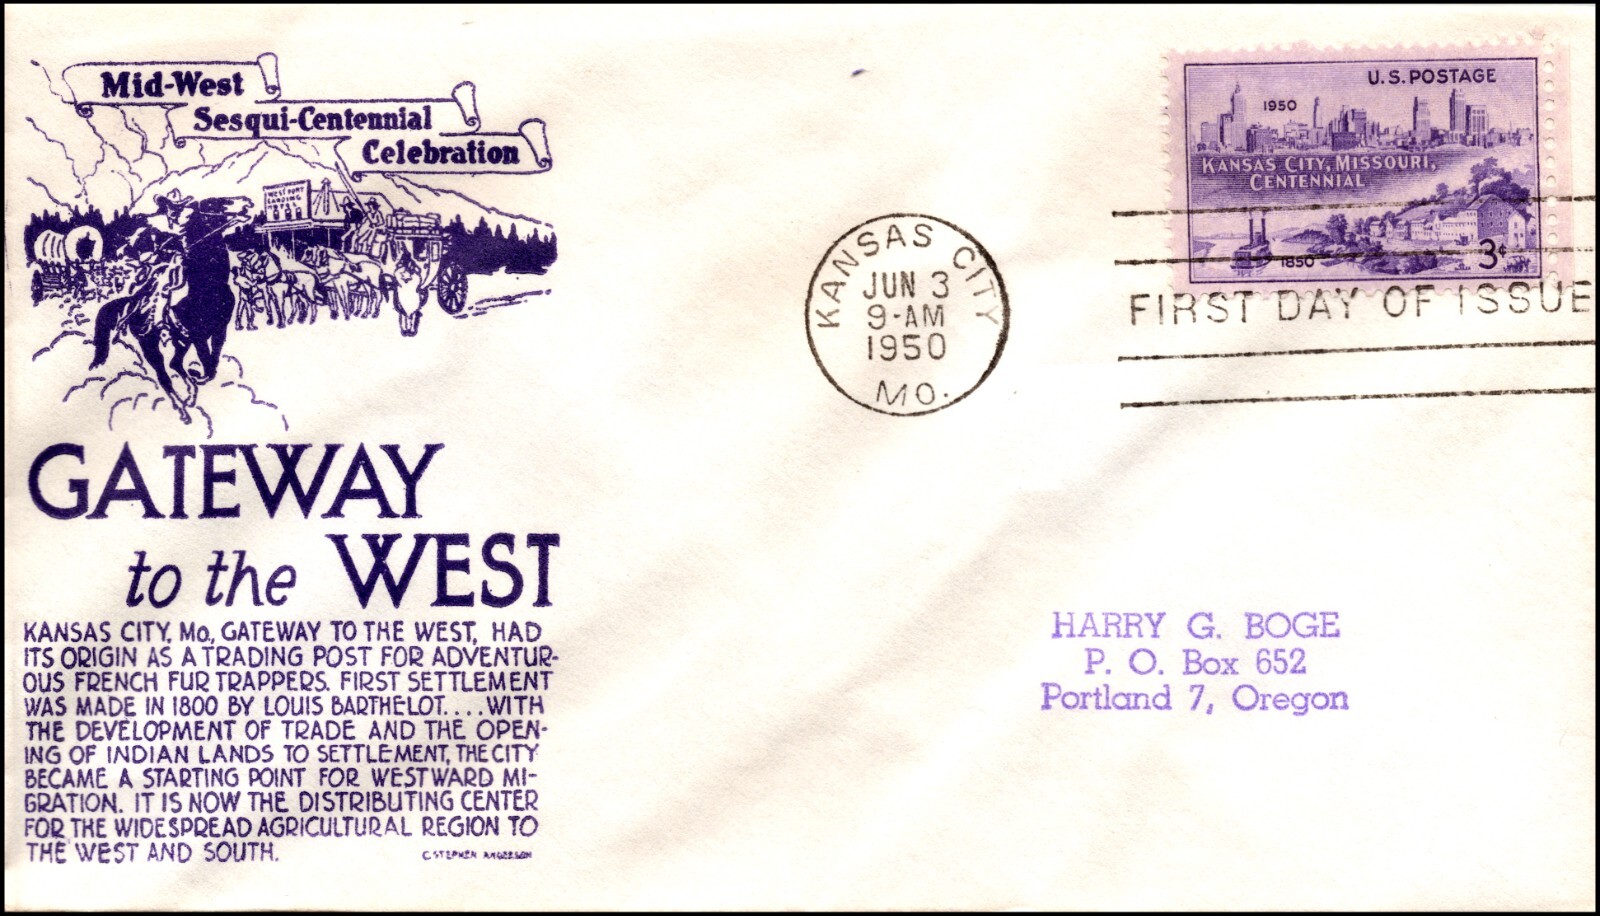 Mid-West
Sesqui-Centennial
Celebration
WESTPORT
LANDING
HOTEL
GATEWAY
to the WEST
KANSAS CITY, Mo., GATEWAY TO THE WEST, HAD
ITS ORIGIN AS A TRADING POST FOR ADVENTUR-
OUS FRENCH FUR TRAPPERS. FIRST SETTLEMENT
WAS MADE IN 1800 BY LOUIS BARTHELOT....WITH
THE DEVELOPMENT OF TRADE AND THE OPEN-
ING OF INDIAN LANDS TO SETTLEMENT, THE CITY
BECAME A STARTING POINT FOR WESTWARD MI-
GRATION. IT IS NOW THE DISTRIBUTING CENTER
FOR THE WIDESPREAD AGRICULTURAL REGION TO
THE WEST AND SOUTH.
C. STEPHEN ANDERSON
KANSAS CITY
JUN 3
9-AM
1950
MO.
U.S. POSTAGE
1950
KANSAS CITY, MISSOURI,
CENTENNIAL
1850
3¢
FIRST DAY OF ISSUE
HARRY G. BOGE
P. O. Box 652
Portland 7, Oregon